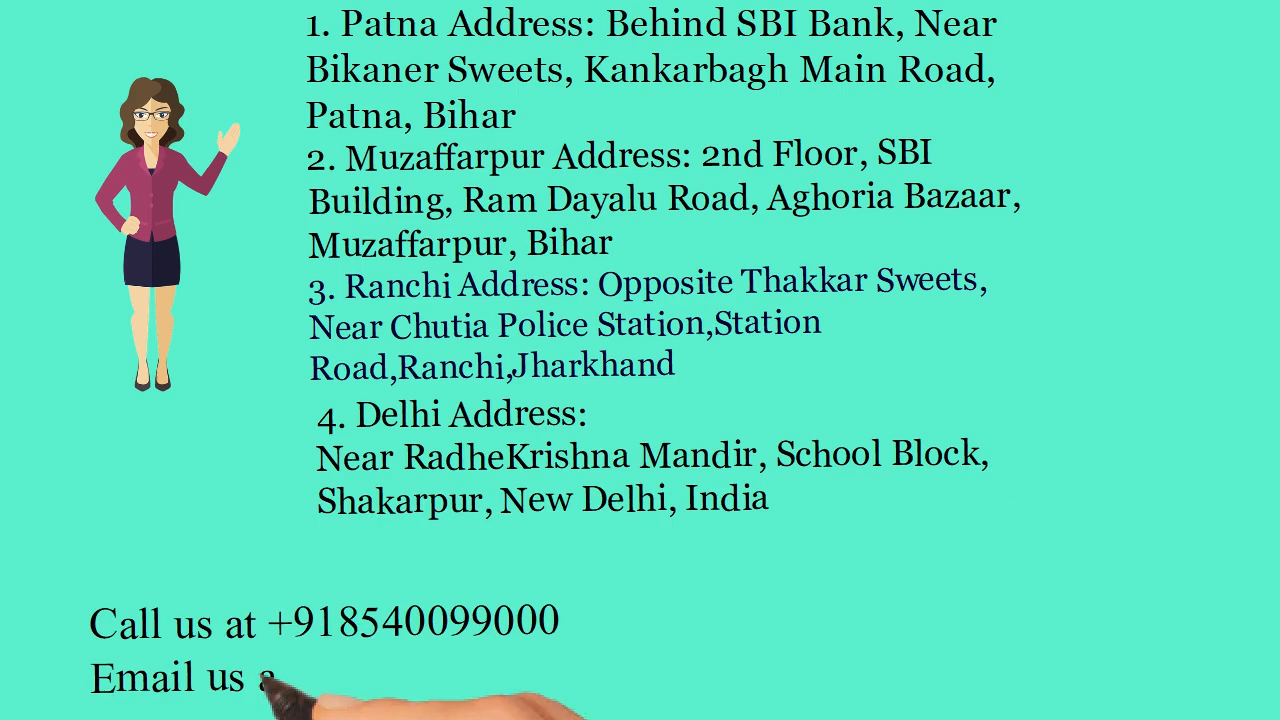 1. Patna Address: Behind SBI Bank, Near
Bikaner Sweets, Kankarbagh Main Road,
Patna, Bihar
2. Muzaffarpur Address: 2nd Floor, SBI
Building, Ram Dayalu Road, Aghoria Bazaar,
Muzaffarpur, Bihar
3. Ranchi Address: Opposite Thakkar Sweets,
Near Chutia Police Station,Station
Road,Ranchi,Jharkhand
4. Delhi Address:
Near RadheKrishna Mandir, School Block,
Shakarpur, New Delhi, India
Call us at +918540099000
Email us a